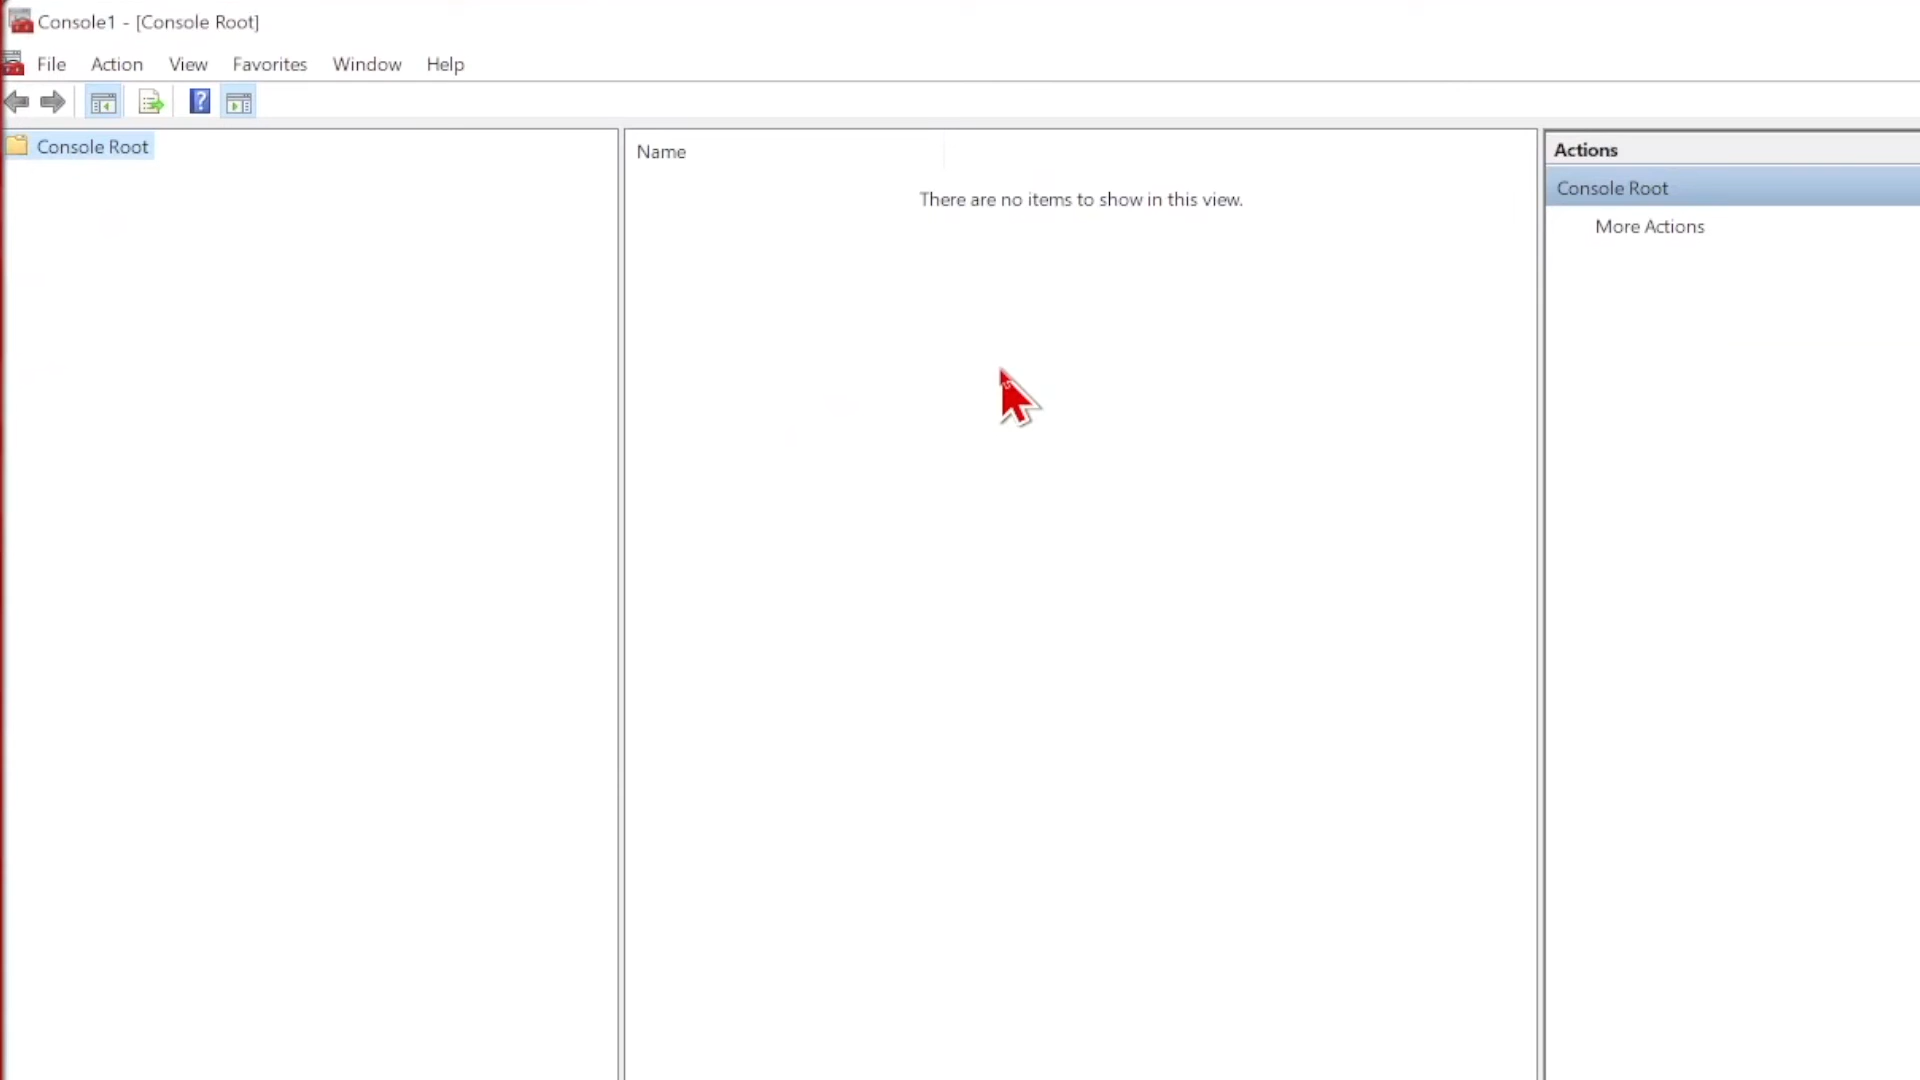 Console1 - [Console Root]
File Action View Favorites Window Help
Console Root
Name
There are no items to show in this view.
Actions
Console Root
More Actions